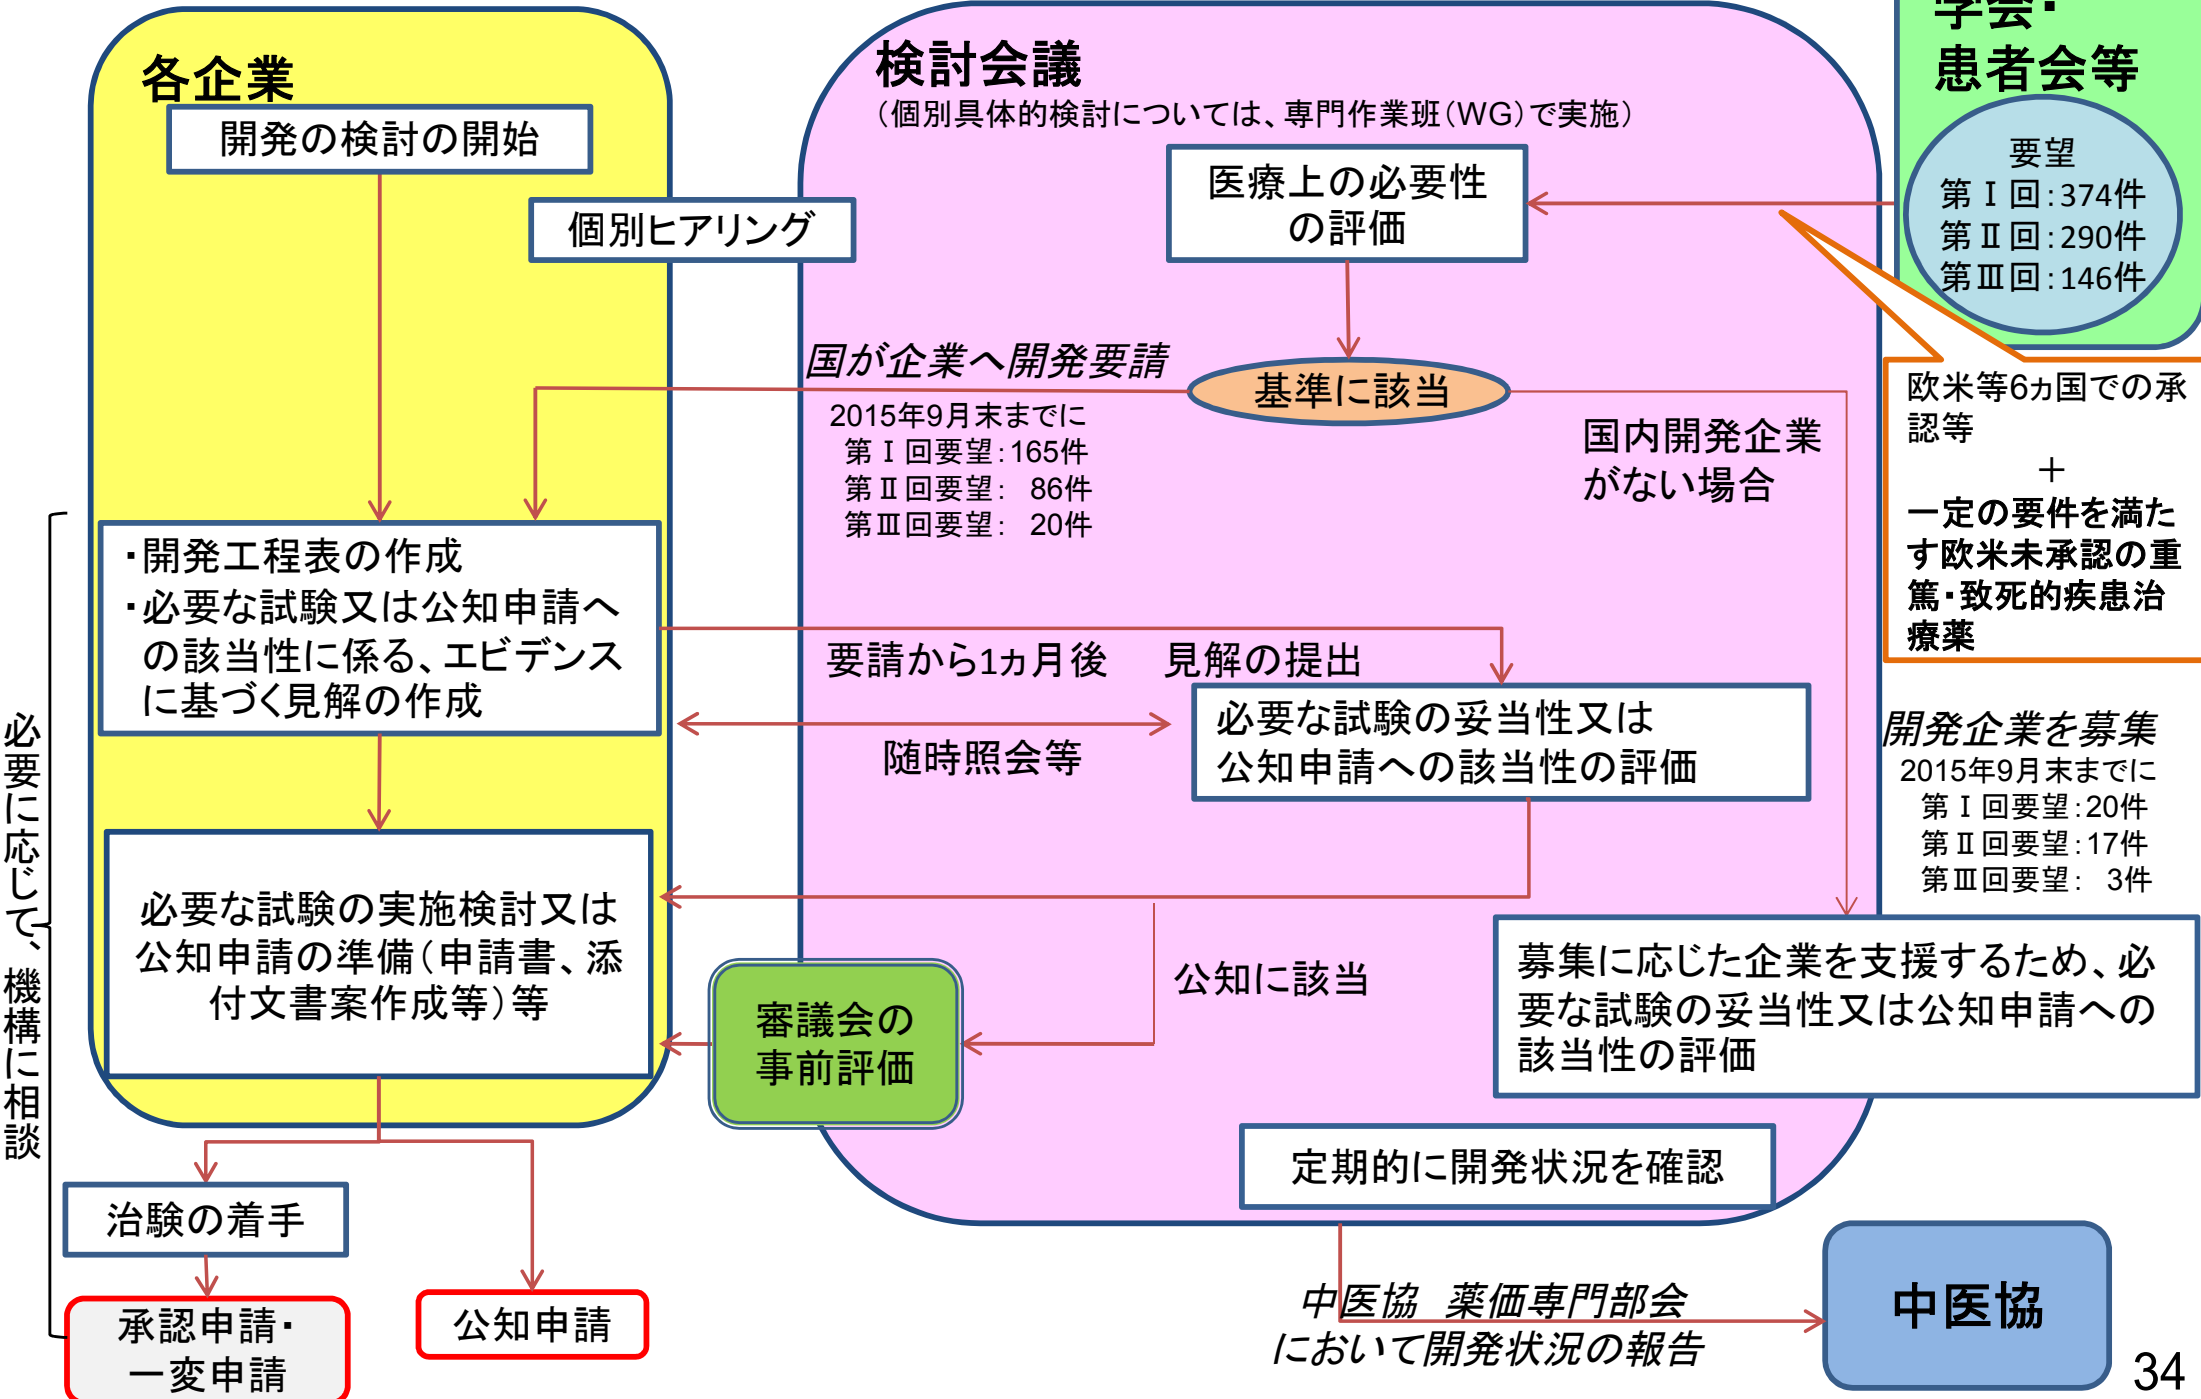 各企業
開発の検討の開始
個別ヒアリング
検討会議
(個別具体的検討については、専門作業班(WG)で実施)
医療上の必要性
の評価
学会・
患者会等
要望
第Ⅰ回:374件
第Ⅱ回:290件
第Ⅲ回:146件
国が企業へ開発要請
2015年9月末までに
第Ⅰ回要望:165件
第Ⅱ回要望: 86件
第Ⅲ回要望: 20件
基準に該当
国内開発企業
がない場合
欧米等6ヵ国での承
認等
+
一定の要件を満た
す欧米未承認の重
篤・致死的疾患治
療薬
・開発工程表の作成
・必要な試験又は公知申請へ
の該当性に係る、エビデンス
に基づく見解の作成
要請から1ヵ月後 見解の提出
随時照会等
必要な試験の妥当性又は
公知申請への該当性の評価
開発企業を募集
2015年9月末までに
第Ⅰ回要望:20件
第Ⅱ回要望:17件
第Ⅲ回要望: 3件
必要に応じて、機構に相談
必要な試験の実施検討又は
公知申請の準備(申請書、添
付文書案作成等)等
審議会の
事前評価
公知に該当
募集に応じた企業を支援するため、必
要な試験の妥当性又は公知申請への
該当性の評価
定期的に開発状況を確認
治験の着手
承認申請・
一変申請
公知申請
中医協 薬価専門部会
において開発状況の報告
中医協
34